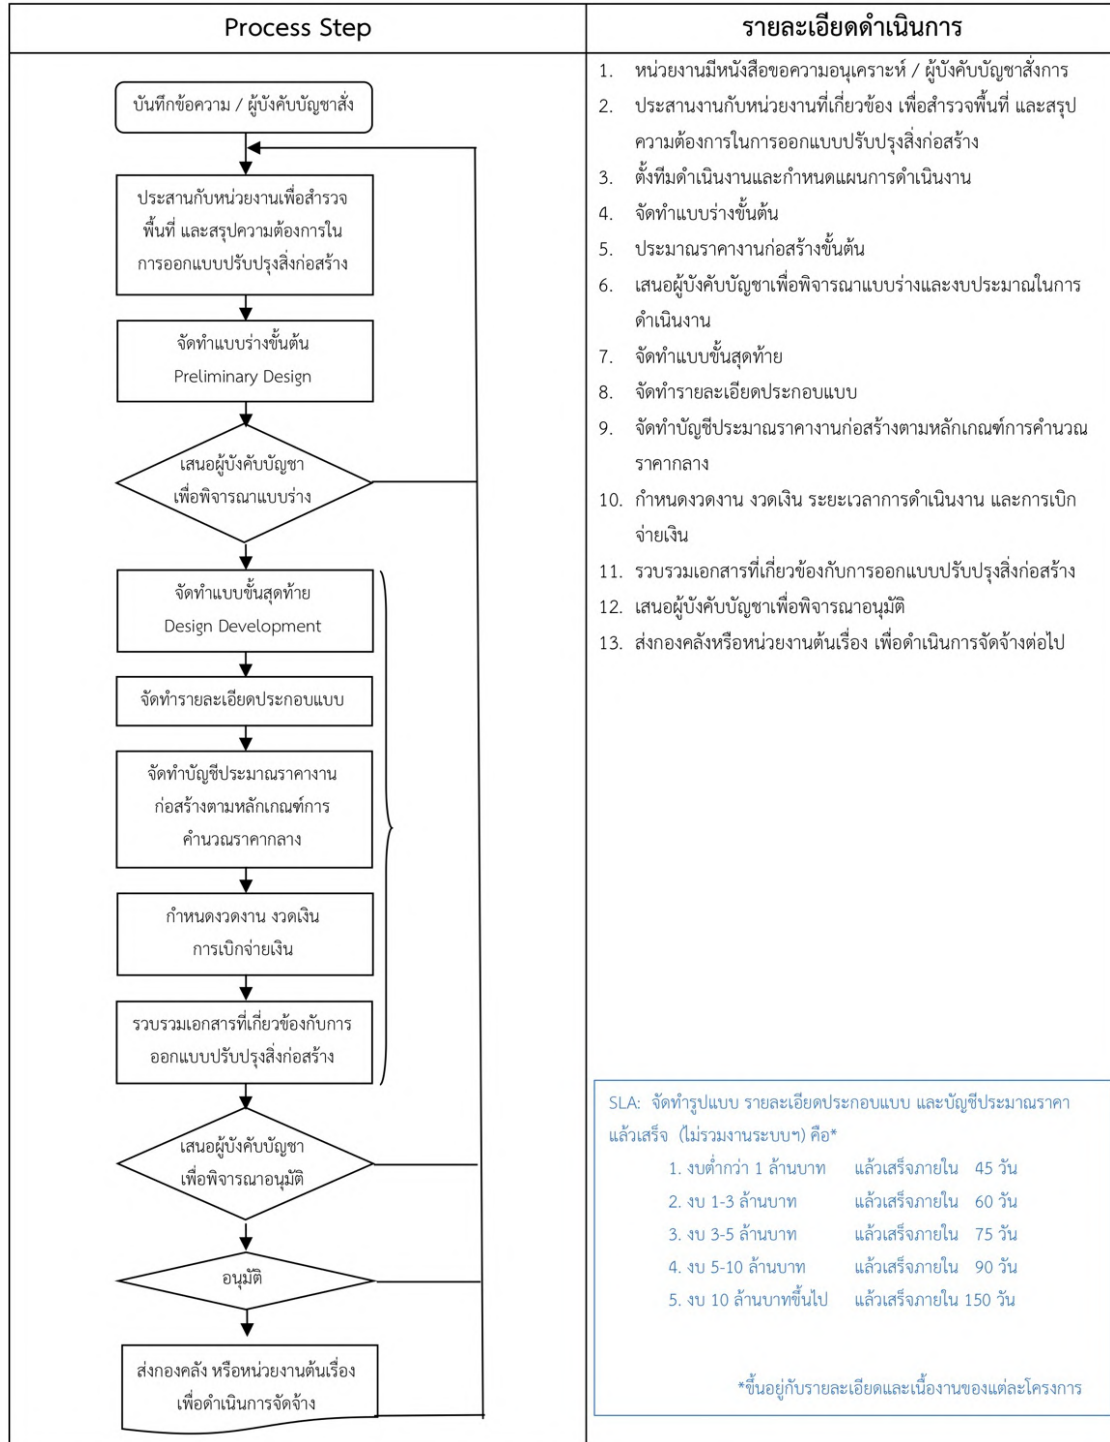 Process Step
บันทึกข้อความ / ผู้บังคับบัญชาสั่ง
ประสานกับหน่วยงานเพื่อสำรวจ
พื้นที่ และสรุปความต้องการใน
การออกแบบปรับปรุงสิ่งก่อสร้าง
จัดทำแบบร่างขั้นต้น
Preliminary Design
เสนอผู้บังคับบัญชา
เพื่อพิจารณาแบบร่าง
จัดทำแบบขั้นสุดท้าย
Design Development
จัดทำรายละเอียดประกอบแบบ
จัดทำบัญชีประมาณราคางาน
ก่อสร้างตามหลักเกณฑ์การ
คำนวณราคากลาง
กำหนดงวดงาน งวดเงิน
การเบิกจ่ายเงิน
รวบรวมเอกสารที่เกี่ยวข้องกับการ
ออกแบบปรับปรุงสิ่งก่อสร้าง
เสนอผู้บังคับบัญชา
เพื่อพิจารณาอนุมัติ
อนุมัติ
ส่งกองคลัง หรือหน่วยงานต้นเรื่อง
เพื่อดำเนินการจัดจ้าง
รายละเอียดดำเนินการ
1. หน่วยงานมีหนังสือขอความอนุเคราะห์ / ผู้บังคับบัญชาสั่งการ
2. ประสานงานกับหน่วยงานที่เกี่ยวข้อง เพื่อสำรวจพื้นที่ และสรุป
ความต้องการในการออกแบบปรับปรุงสิ่งก่อสร้าง
3. ตั้งทีมดำเนินงานและกำหนดแผนการดำเนินงาน
4. จัดทำแบบร่างขั้นต้น
5. ประมาณราคางานก่อสร้างขั้นต้น
6. เสนอผู้บังคับบัญชาเพื่อพิจารณาแบบร่างและงบประมาณในการ
ดำเนินงาน
7. จัดทำแบบขั้นสุดท้าย
8. จัดทำรายละเอียดประกอบแบบ
9. จัดทำบัญชีประมาณราคางานก่อสร้างตามหลักเกณฑ์การคำนวณ
ราคากลาง
10. กำหนดงวดงาน งวดเงิน ระยะเวลาการดำเนินงาน และการเบิก
จ่ายเงิน
11. รวบรวมเอกสารที่เกี่ยวข้องกับการออกแบบปรับปรุงสิ่งก่อสร้าง
12. เสนอผู้บังคับบัญชาเพื่อพิจารณาอนุมัติ
13. ส่งกองคลังหรือหน่วยงานต้นเรื่อง เพื่อดำเนินการจัดจ้างต่อไป
SLA: จัดทำรูปแบบ รายละเอียดประกอบแบบ และบัญชีประมาณราคา
แล้วเสร็จ (ไม่รวมงานระบบฯ) คือ*
1. งบต่ำกว่า 1 ล้านบาท แล้วเสร็จภายใน 45 วัน
2. งบ 1-3 ล้านบาท แล้วเสร็จภายใน 60 วัน
3. งบ 3-5 ล้านบาท แล้วเสร็จภายใน 75 วัน
4. งบ 5-10 ล้านบาท แล้วเสร็จภายใน 90 วัน
5. งบ 10 ล้านบาทขึ้นไป แล้วเสร็จภายใน 150 วัน
*ขึ้นอยู่กับรายละเอียดและเนื้องานของแต่ละโครงการ